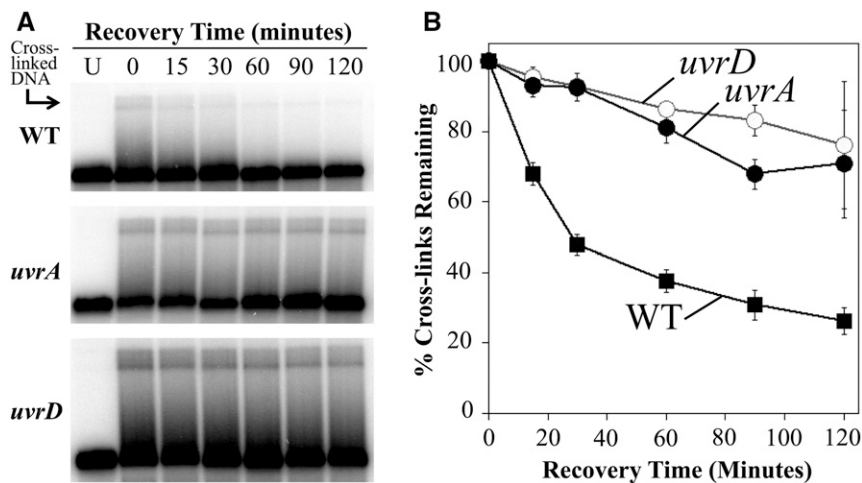 A
Recovery Time (minutes)
Cross-
linked
DNA
U 0 15 30 60 90 120
WT
uvrA
uvrD
B
% Cross-links Remaining
100
80
60
40
20
0
uvrD
uvrA
WT
0 20 40 60 80 100 120
Recovery Time (Minutes)